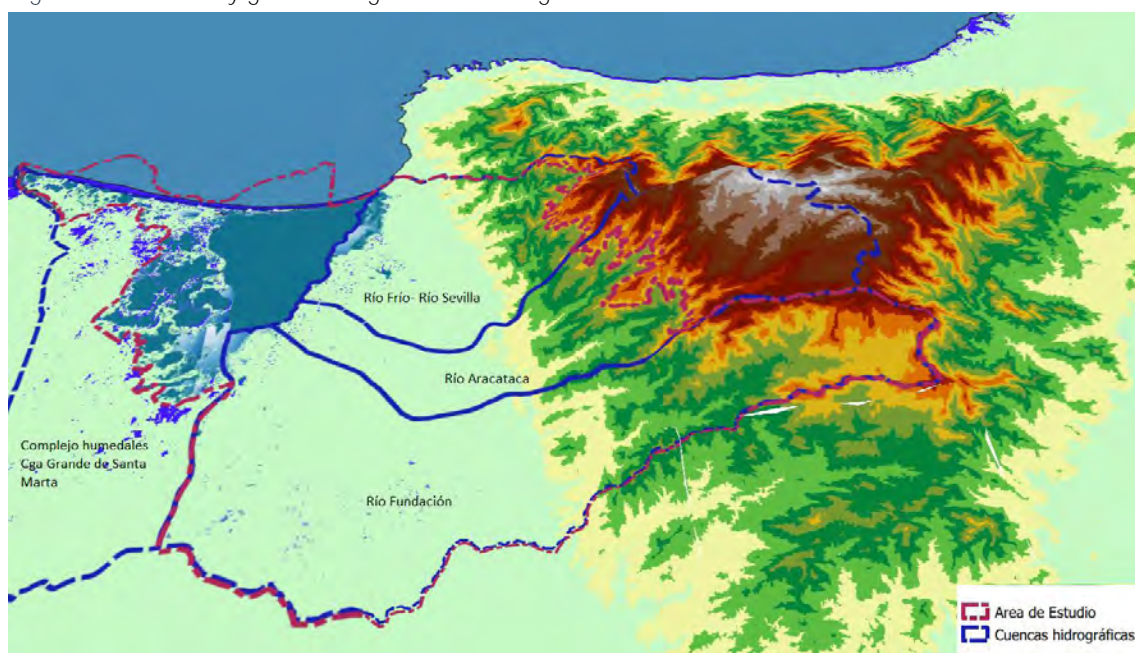 Río Frío- Río Sevilla
Río Aracataca
Complejo humedales
Cga Grande de Santa
Marta
Río Fundación
Area de Estudio
Cuencas hidrográficas